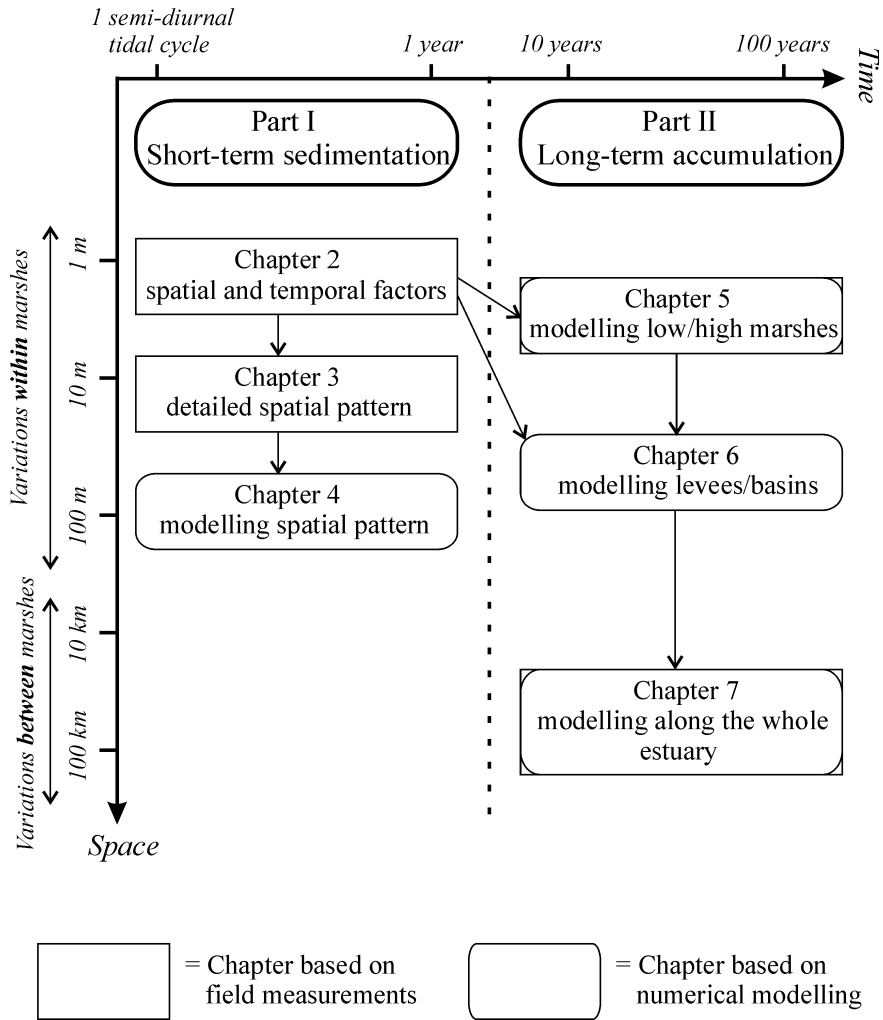 1 semi-diurnal
tidal cycle
1 year
10 years
100 years
Time
Part I
Short-term sedimentation
Part II
Long-term accumulation
Variations within marshes
1 m
10 m
100 m
Chapter 2
spatial and temporal factors
Chapter 3
detailed spatial pattern
Chapter 4
modelling spatial pattern
Chapter 5
modelling low/high marshes
Chapter 6
modelling levees/basins
Variations between marshes
10 km
100 km
Chapter 7
modelling along the whole
estuary
Space
= Chapter based on
field measurements
= Chapter based on
numerical modelling